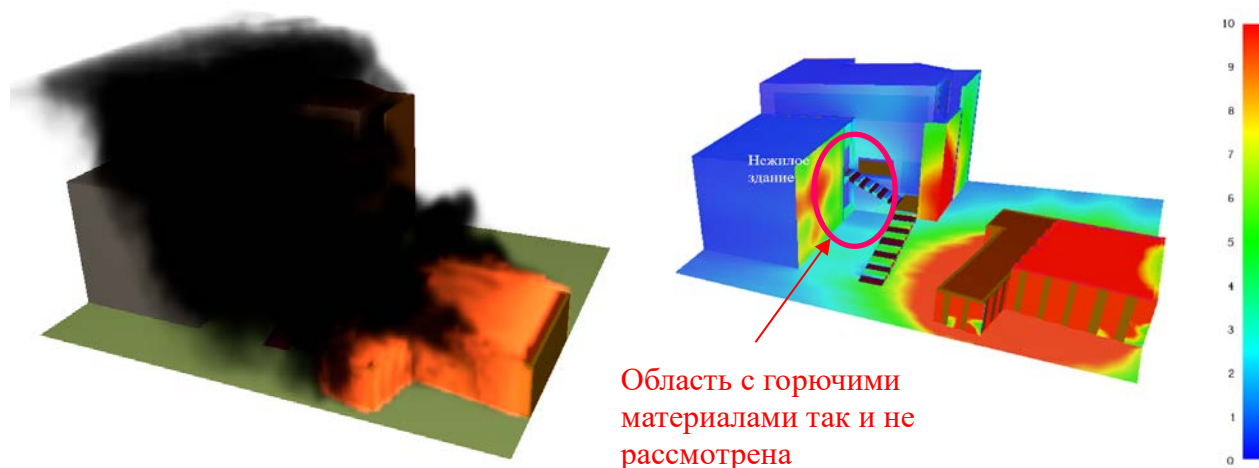 10
9
8
7
6
5
4
3
2
1
0
Нежилое
здание
Область с горючими
материалами так и не
рассмотрена